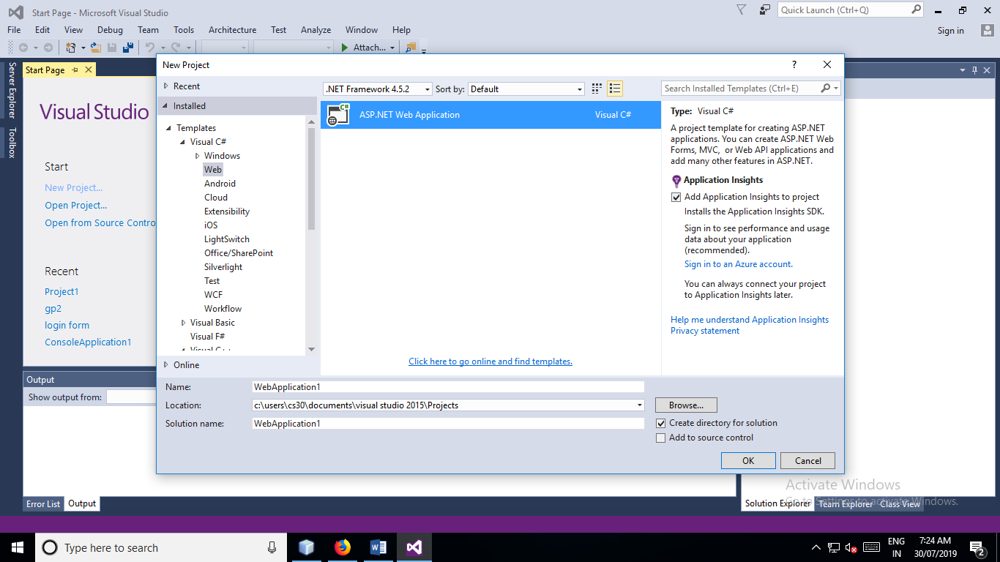 Start Page - Microsoft Visual Studio
Quick Launch (Ctrl+Q)
File Edit View Debug Team Tools Architecture Test Analyze Window Help
Sign in
Attach...
Server Explorer
Toolbox
Start Page
Visual Studio
Start
New Project...
Open Project...
Open from Source Contro
Recent
Project1
gp2
login form
ConsoleApplication1
New Project
?
Recent
Installed
Templates
Visual C#
Windows
Web
Android
Cloud
Extensibility
iOS
LightSwitch
Office/SharePoint
Silverlight
Test
WCF
Workflow
Visual Basic
Visual F#
Visual C++
Online
.NET Framework 4.5.2
Sort by: Default
Search Installed Templates (Ctrl+E)
C#
ASP.NET Web Application
Visual C#
Click here to go online and find templates.
Type: Visual C#
A project template for creating ASP.NET
applications. You can create ASP.NET Web
Forms, MVC, or Web API applications and
add many other features in ASP.NET.
Application Insights
Add Application Insights to project
Installs the Application Insights SDK.
Sign in to see performance and usage
data about your application
(recommended).
Sign in to an Azure account.
You can always connect your project
to Application Insights later.
Help me understand Application Insights
Privacy statement
Name: WebApplication1
Location: c:\users\cs30\documents\visual studio 2015\Projects
Browse...
Solution name: WebApplication1
Create directory for solution
Add to source control
OK
Cancel
Output
Show output from:
Error List
Output
Activate Windows
Go to Settings to activate Windows.
Solution Explorer
Team Explorer
Class View
Type here to search
ENG
IN
7:24 AM
30/07/2019
2